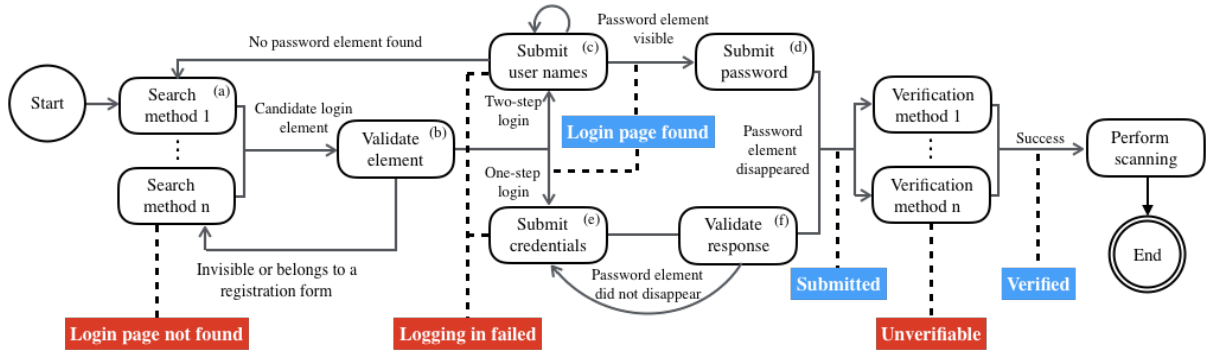 Start
Search (a)
method 1
⋮
Search
method n
No password element found
Candidate login
element
Validate (b)
element
Invisible or belongs to a
registration form
Submit (c)
user names
Password element
visible
Submit (d)
password
Two-step
login
Login page found
One-step
login
Submit (e)
credentials
Validate (f)
response
Password element
did not disappear
Password
element
disappeared
Verification
method 1
⋮
Verification
method n
Success
Perform
scanning
End
Submitted
Verified
Login page not found
Logging in failed
Unverifiable